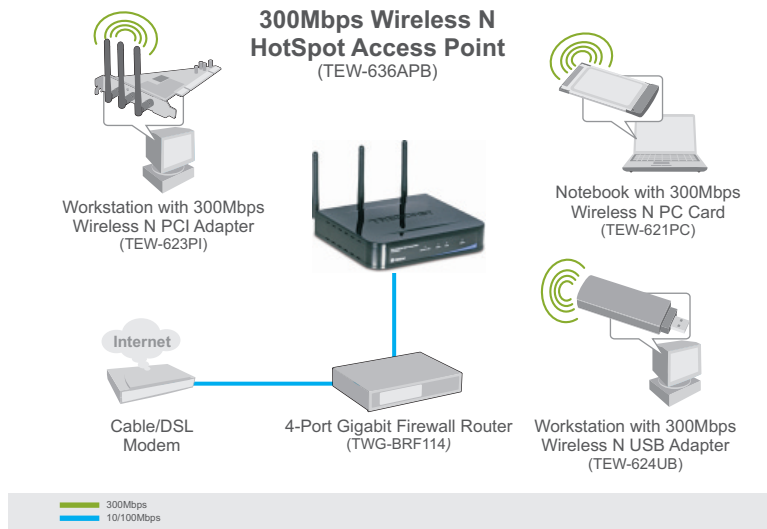 300Mbps Wireless N
HotSpot Access Point
(TEW-636APB)
Workstation with 300Mbps
Wireless N PCI Adapter
(TEW-623PI)
Notebook with 300Mbps
Wireless N PC Card
(TEW-621PC)
TRENDNET
Internet
Cable/DSL
Modem
4-Port Gigabit Firewall Router
(TWG-BRF114)
Workstation with 300Mbps
Wireless N USB Adapter
(TEW-624UB)
300Mbps
10/100Mbps